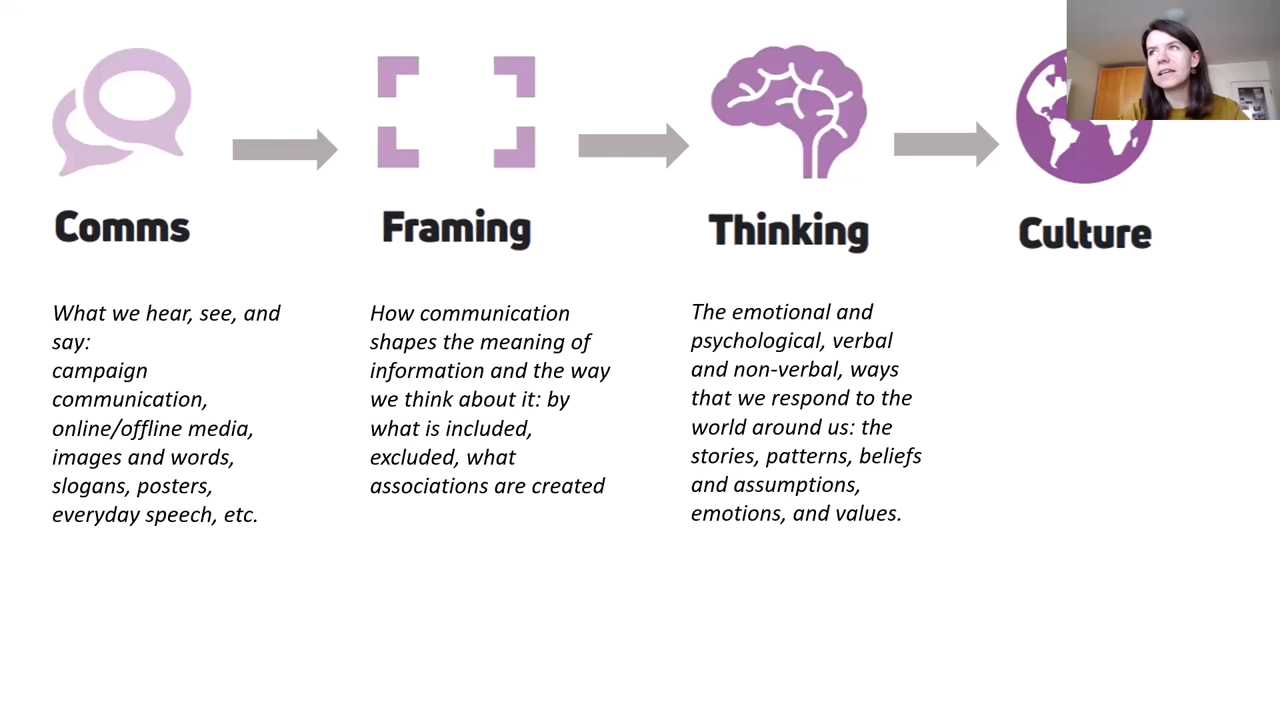 Comms
Framing
Thinking
Culture
What we hear, see, and
say:
campaign
communication,
online/offline media,
images and words,
slogans, posters,
everyday speech, etc.
How communication
shapes the meaning of
information and the way
we think about it: by
what is included,
excluded, what
associations are created
The emotional and
psychological, verbal
and non-verbal, ways
that we respond to the
world around us: the
stories, patterns, beliefs
and assumptions,
emotions, and values.